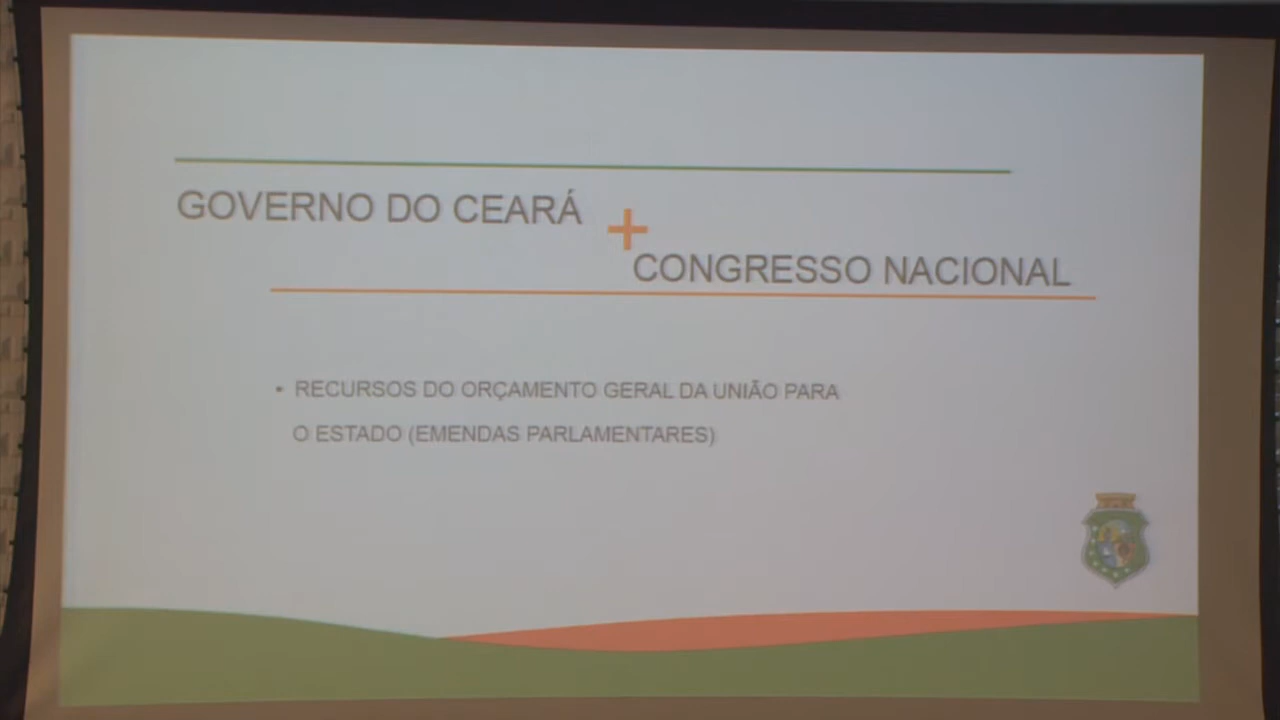 GOVERNO DO CEARÁ
+
CONGRESSO NACIONAL
• RECURSOS DO ORÇAMENTO GERAL DA UNIÃO PARA
O ESTADO (EMENDAS PARLAMENTARES)